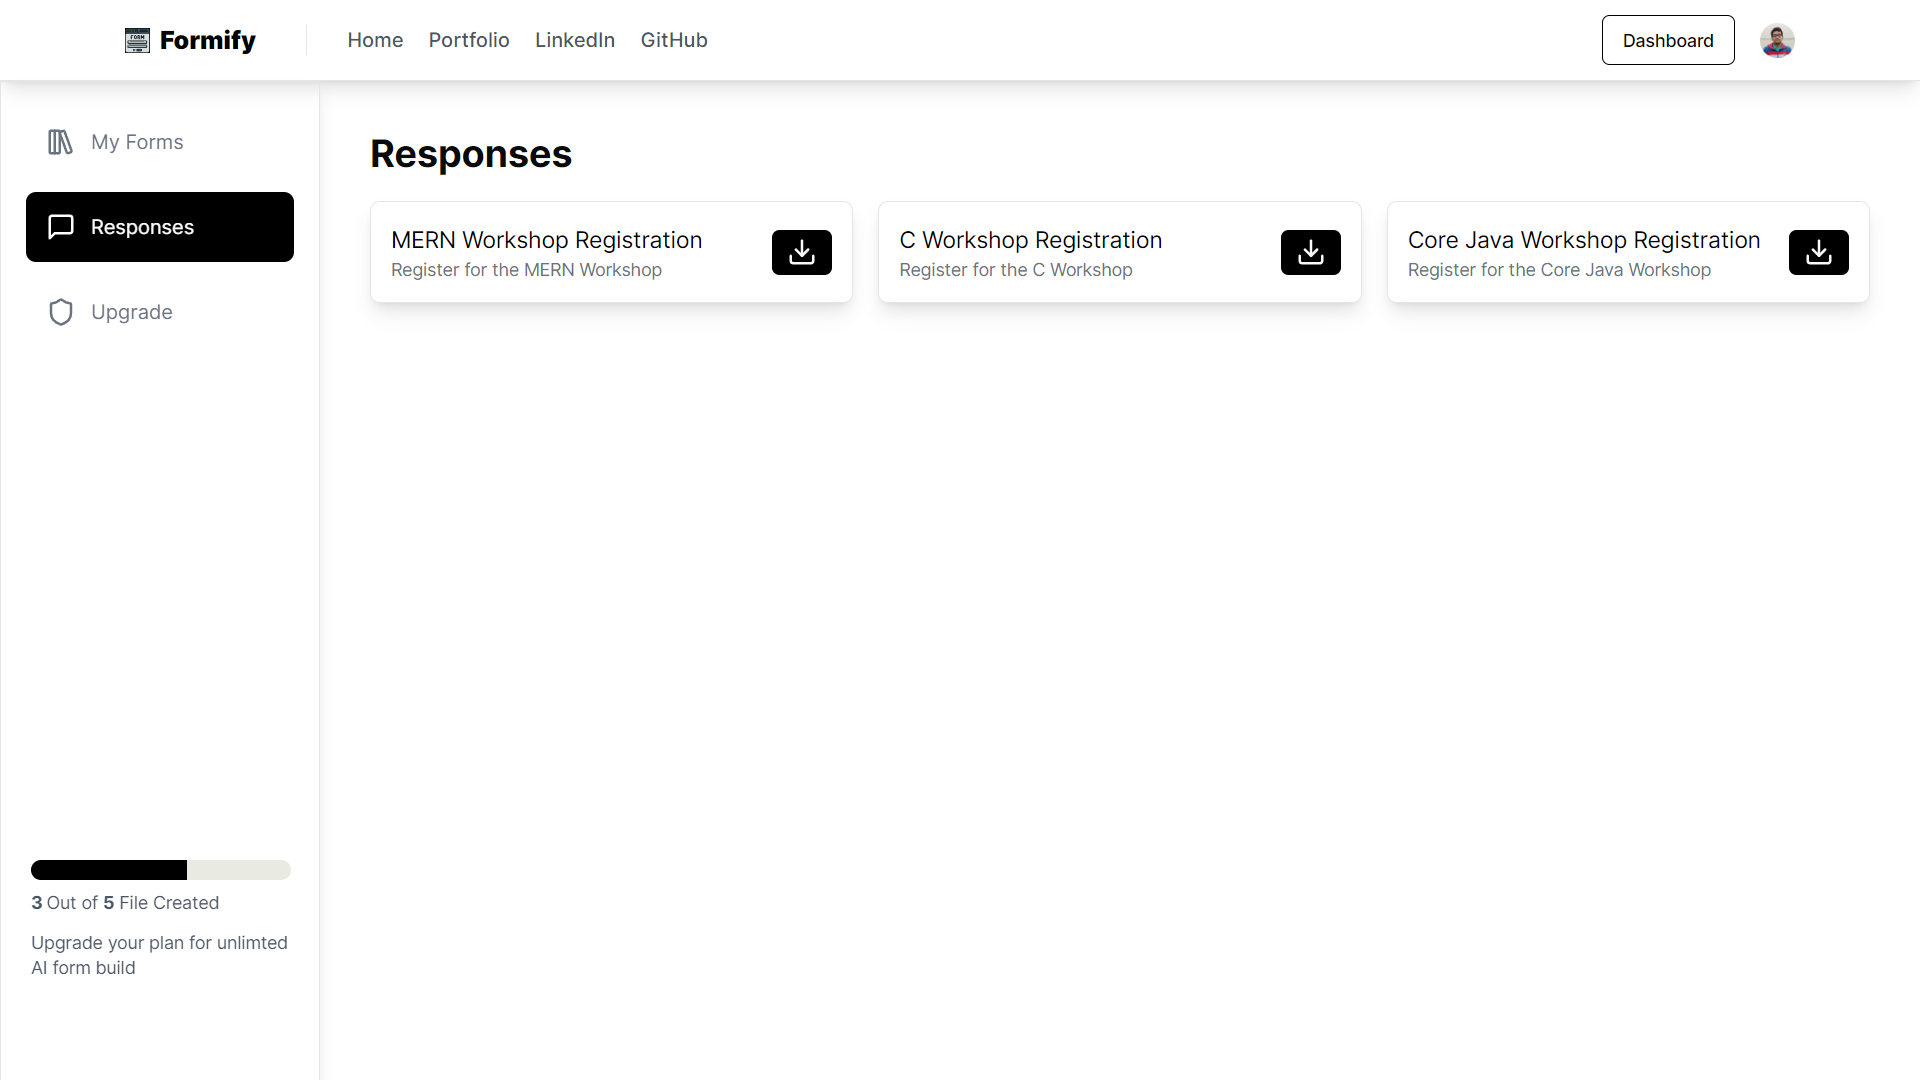 Formify
Home
Portfolio
LinkedIn
GitHub
Dashboard
My Forms
Responses
Upgrade
3 Out of 5 File Created
Upgrade your plan for unlimted
AI form build
Responses
MERN Workshop Registration
Register for the MERN Workshop
C Workshop Registration
Register for the C Workshop
Core Java Workshop Registration
Register for the Core Java Workshop